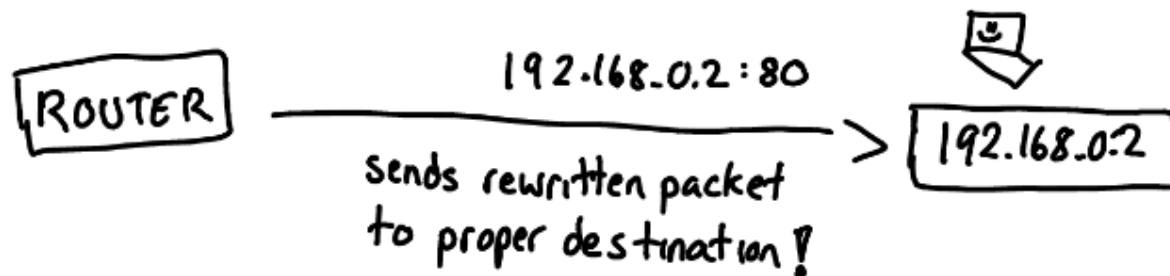 ROUTER
192.168.0.2:80
sends rewritten packet
to proper destination!
192.168.0.2